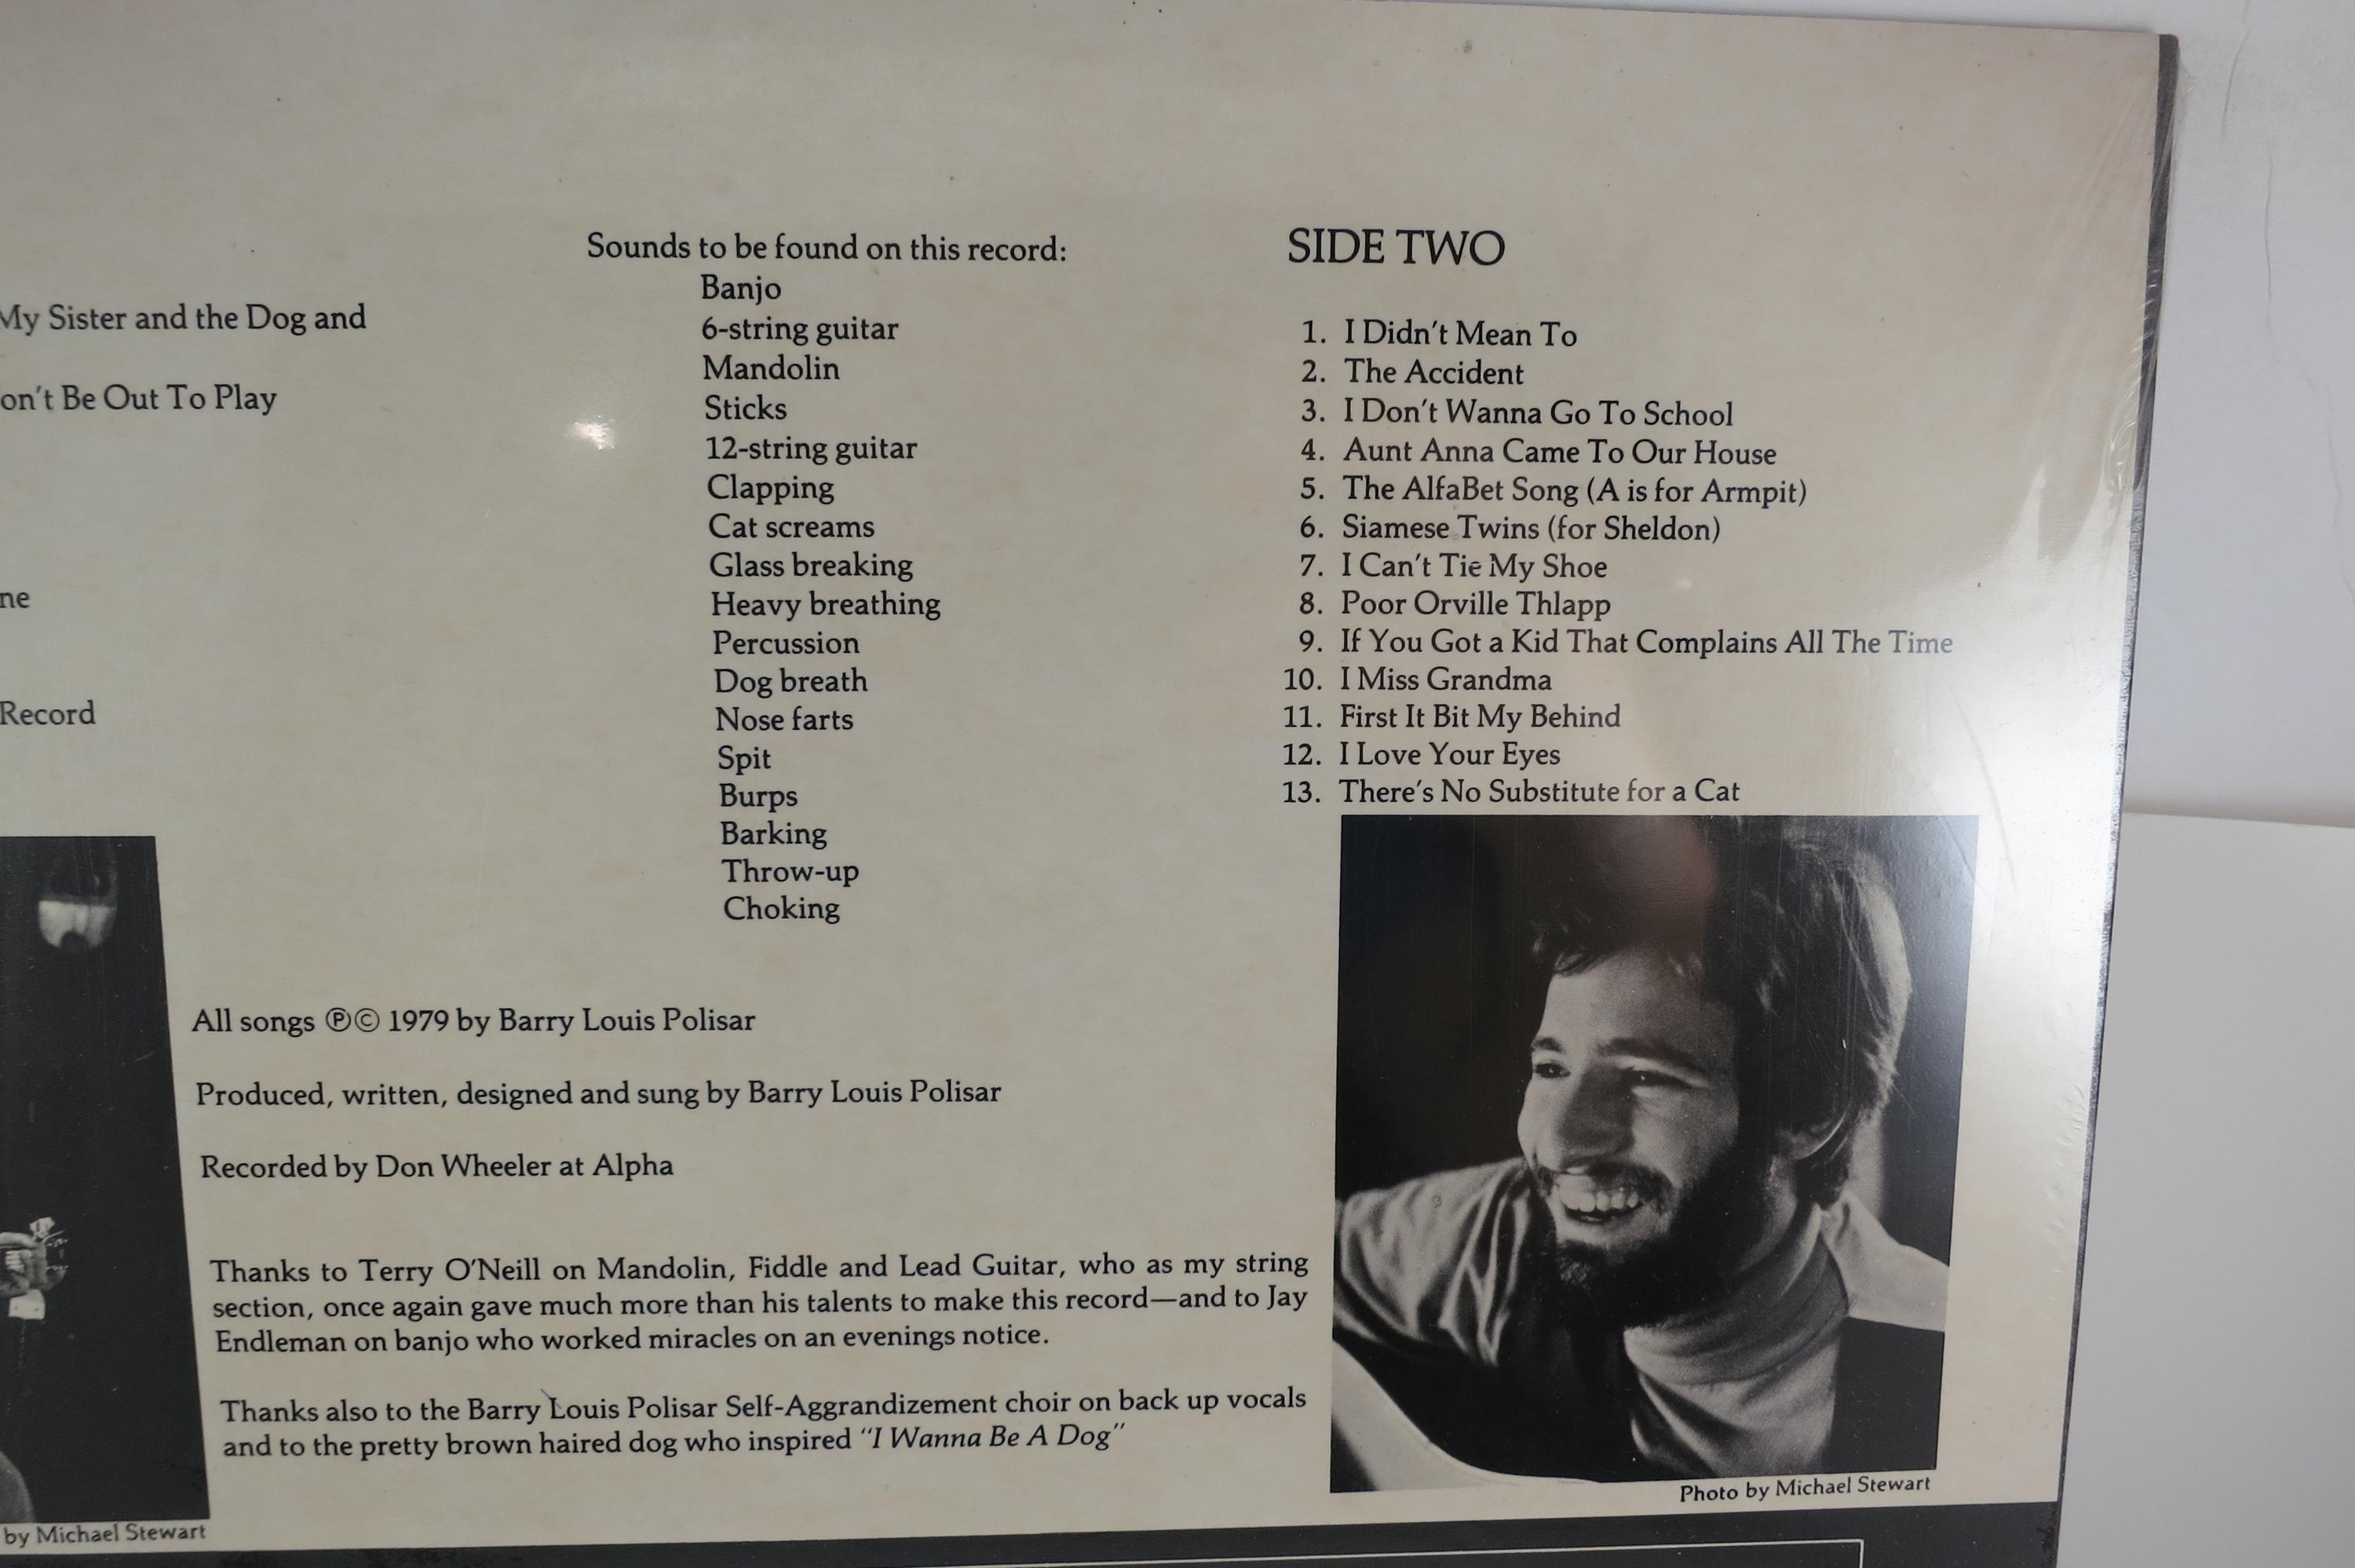 My Sister and the Dog and
on't Be Out To Play
ne
Record
by Michael Stewart
Sounds to be found on this record:
Banjo
6-string guitar
Mandolin
Sticks
12-string guitar
Clapping
Cat screams
Glass breaking
Heavy breathing
Percussion
Dog breath
Nose farts
Spit
Burps
Barking
Throw-up
Choking
SIDE TWO
1. I Didn't Mean To
2. The Accident
3. I Don't Wanna Go To School
4. Aunt Anna Came To Our House
5. The AlfaBet Song (A is for Armpit)
6. Siamese Twins (for Sheldon)
7. I Can't Tie My Shoe
8. Poor Orville Thlapp
9. If You Got a Kid That Complains All The Time
10. I Miss Grandma
11. First It Bit My Behind
12. I Love Your Eyes
13. There's No Substitute for a Cat
All songs ℗© 1979 by Barry Louis Polisar
Produced, written, designed and sung by Barry Louis Polisar
Recorded by Don Wheeler at Alpha
Thanks to Terry O'Neill on Mandolin, Fiddle and Lead Guitar, who as my string
section, once again gave much more than his talents to make this record—and to Jay
Endleman on banjo who worked miracles on an evenings notice.
Thanks also to the Barry Louis Polisar Self-Aggrandizement choir on back up vocals
and to the pretty brown haired dog who inspired "I Wanna Be A Dog"
Photo by Michael Stewart